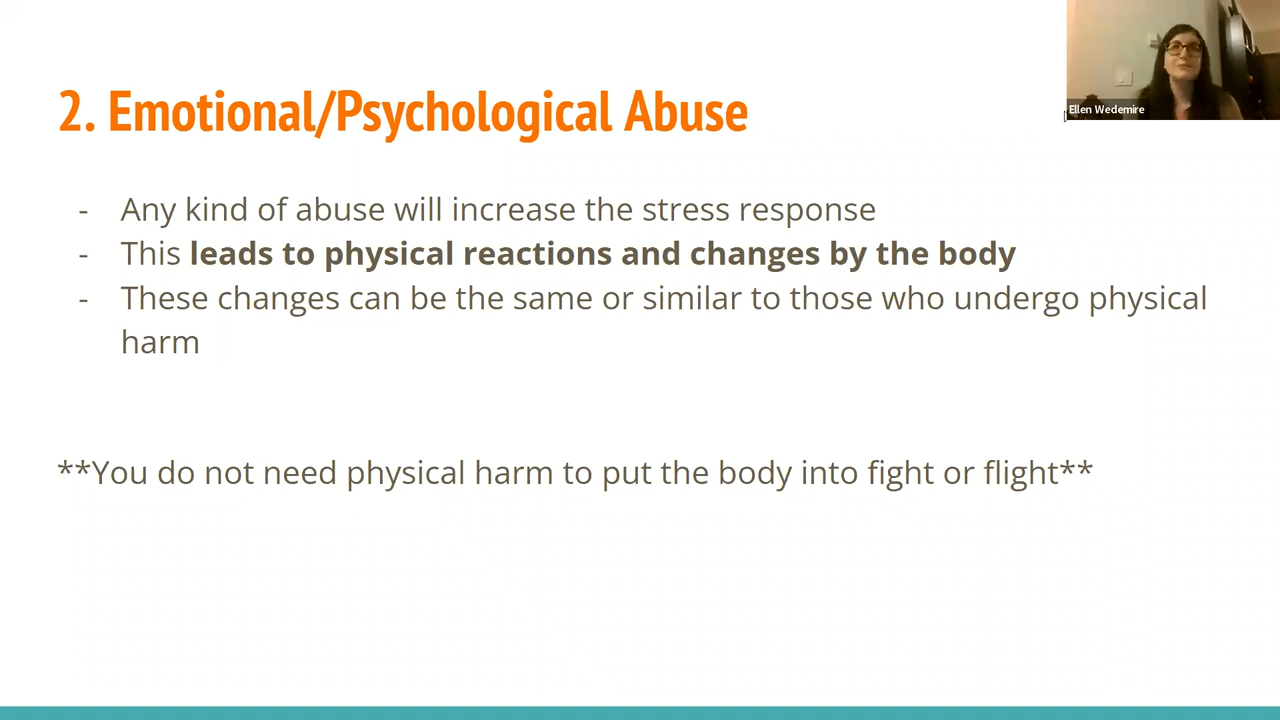 Ellen Wedemire
2. Emotional/Psychological Abuse
- Any kind of abuse will increase the stress response
- This leads to physical reactions and changes by the body
- These changes can be the same or similar to those who undergo physical
harm
**You do not need physical harm to put the body into fight or flight**